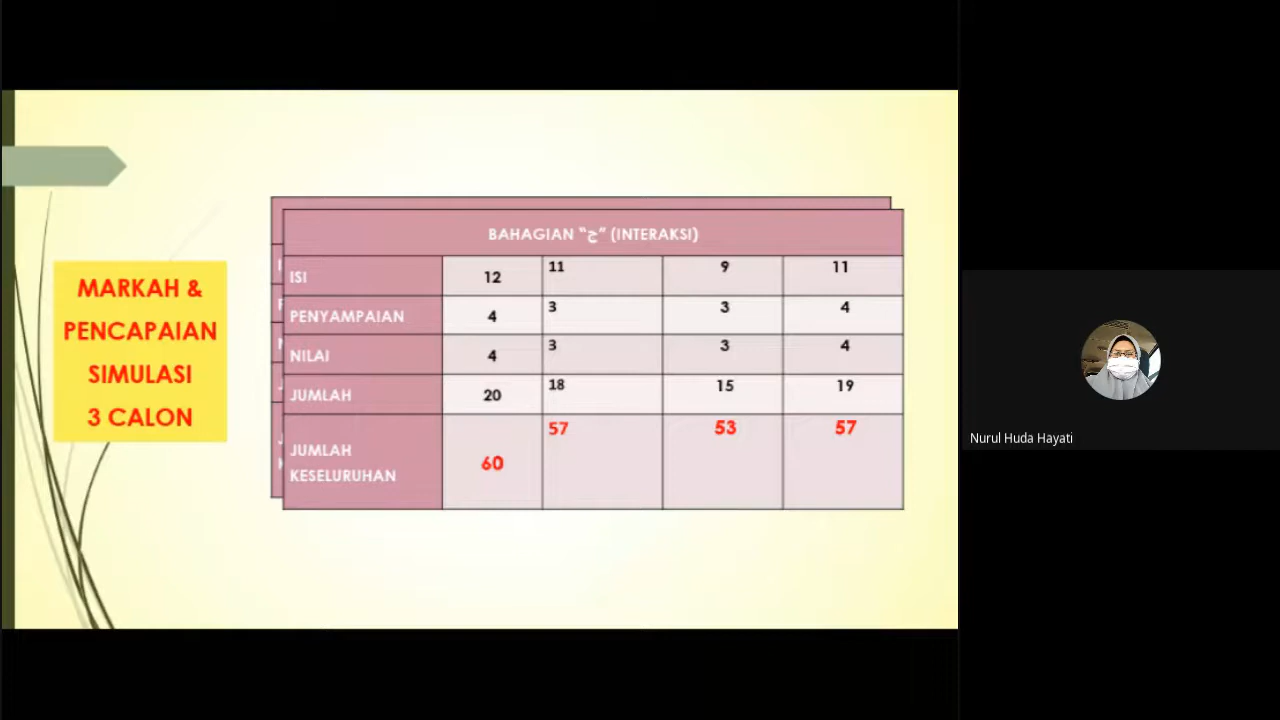 MARKAH &
PENCAPAIAN
SIMULASI
3 CALON
BAHAGIAN “ج” (INTERAKSI)
ISI 12 11 9 11
PENYAMPAIAN 4 3 3 4
NILAI 4 3 3 4
JUMLAH 20 18 15 19
JUMLAH
KESELURUHAN 60 57 53 57
Nurul Huda Hayati